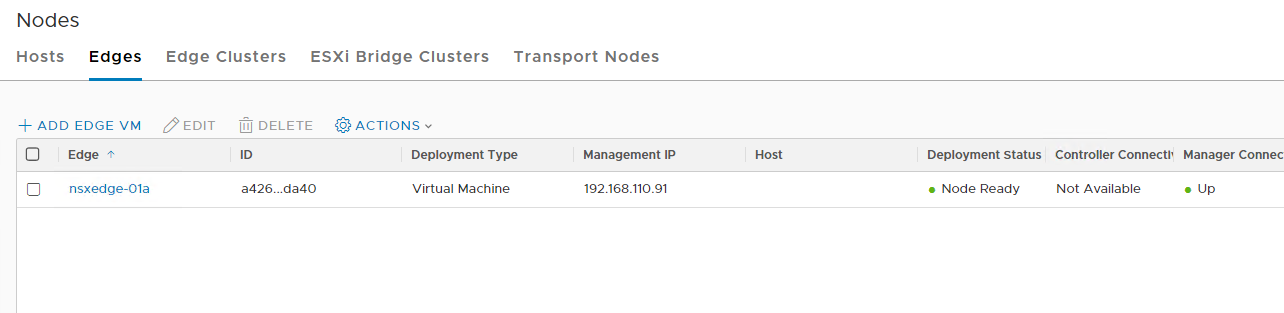 Nodes
Hosts Edges Edge Clusters ESXi Bridge Clusters Transport Nodes
ADD EDGE VM EDIT DELETE ACTIONS
Edge ↑ ID Deployment Type Management IP Host Deployment Status Controller Connectiv Manager Connec
nsxedge-01a a426...da40 Virtual Machine 192.168.110.91 Node Ready Not Available Up